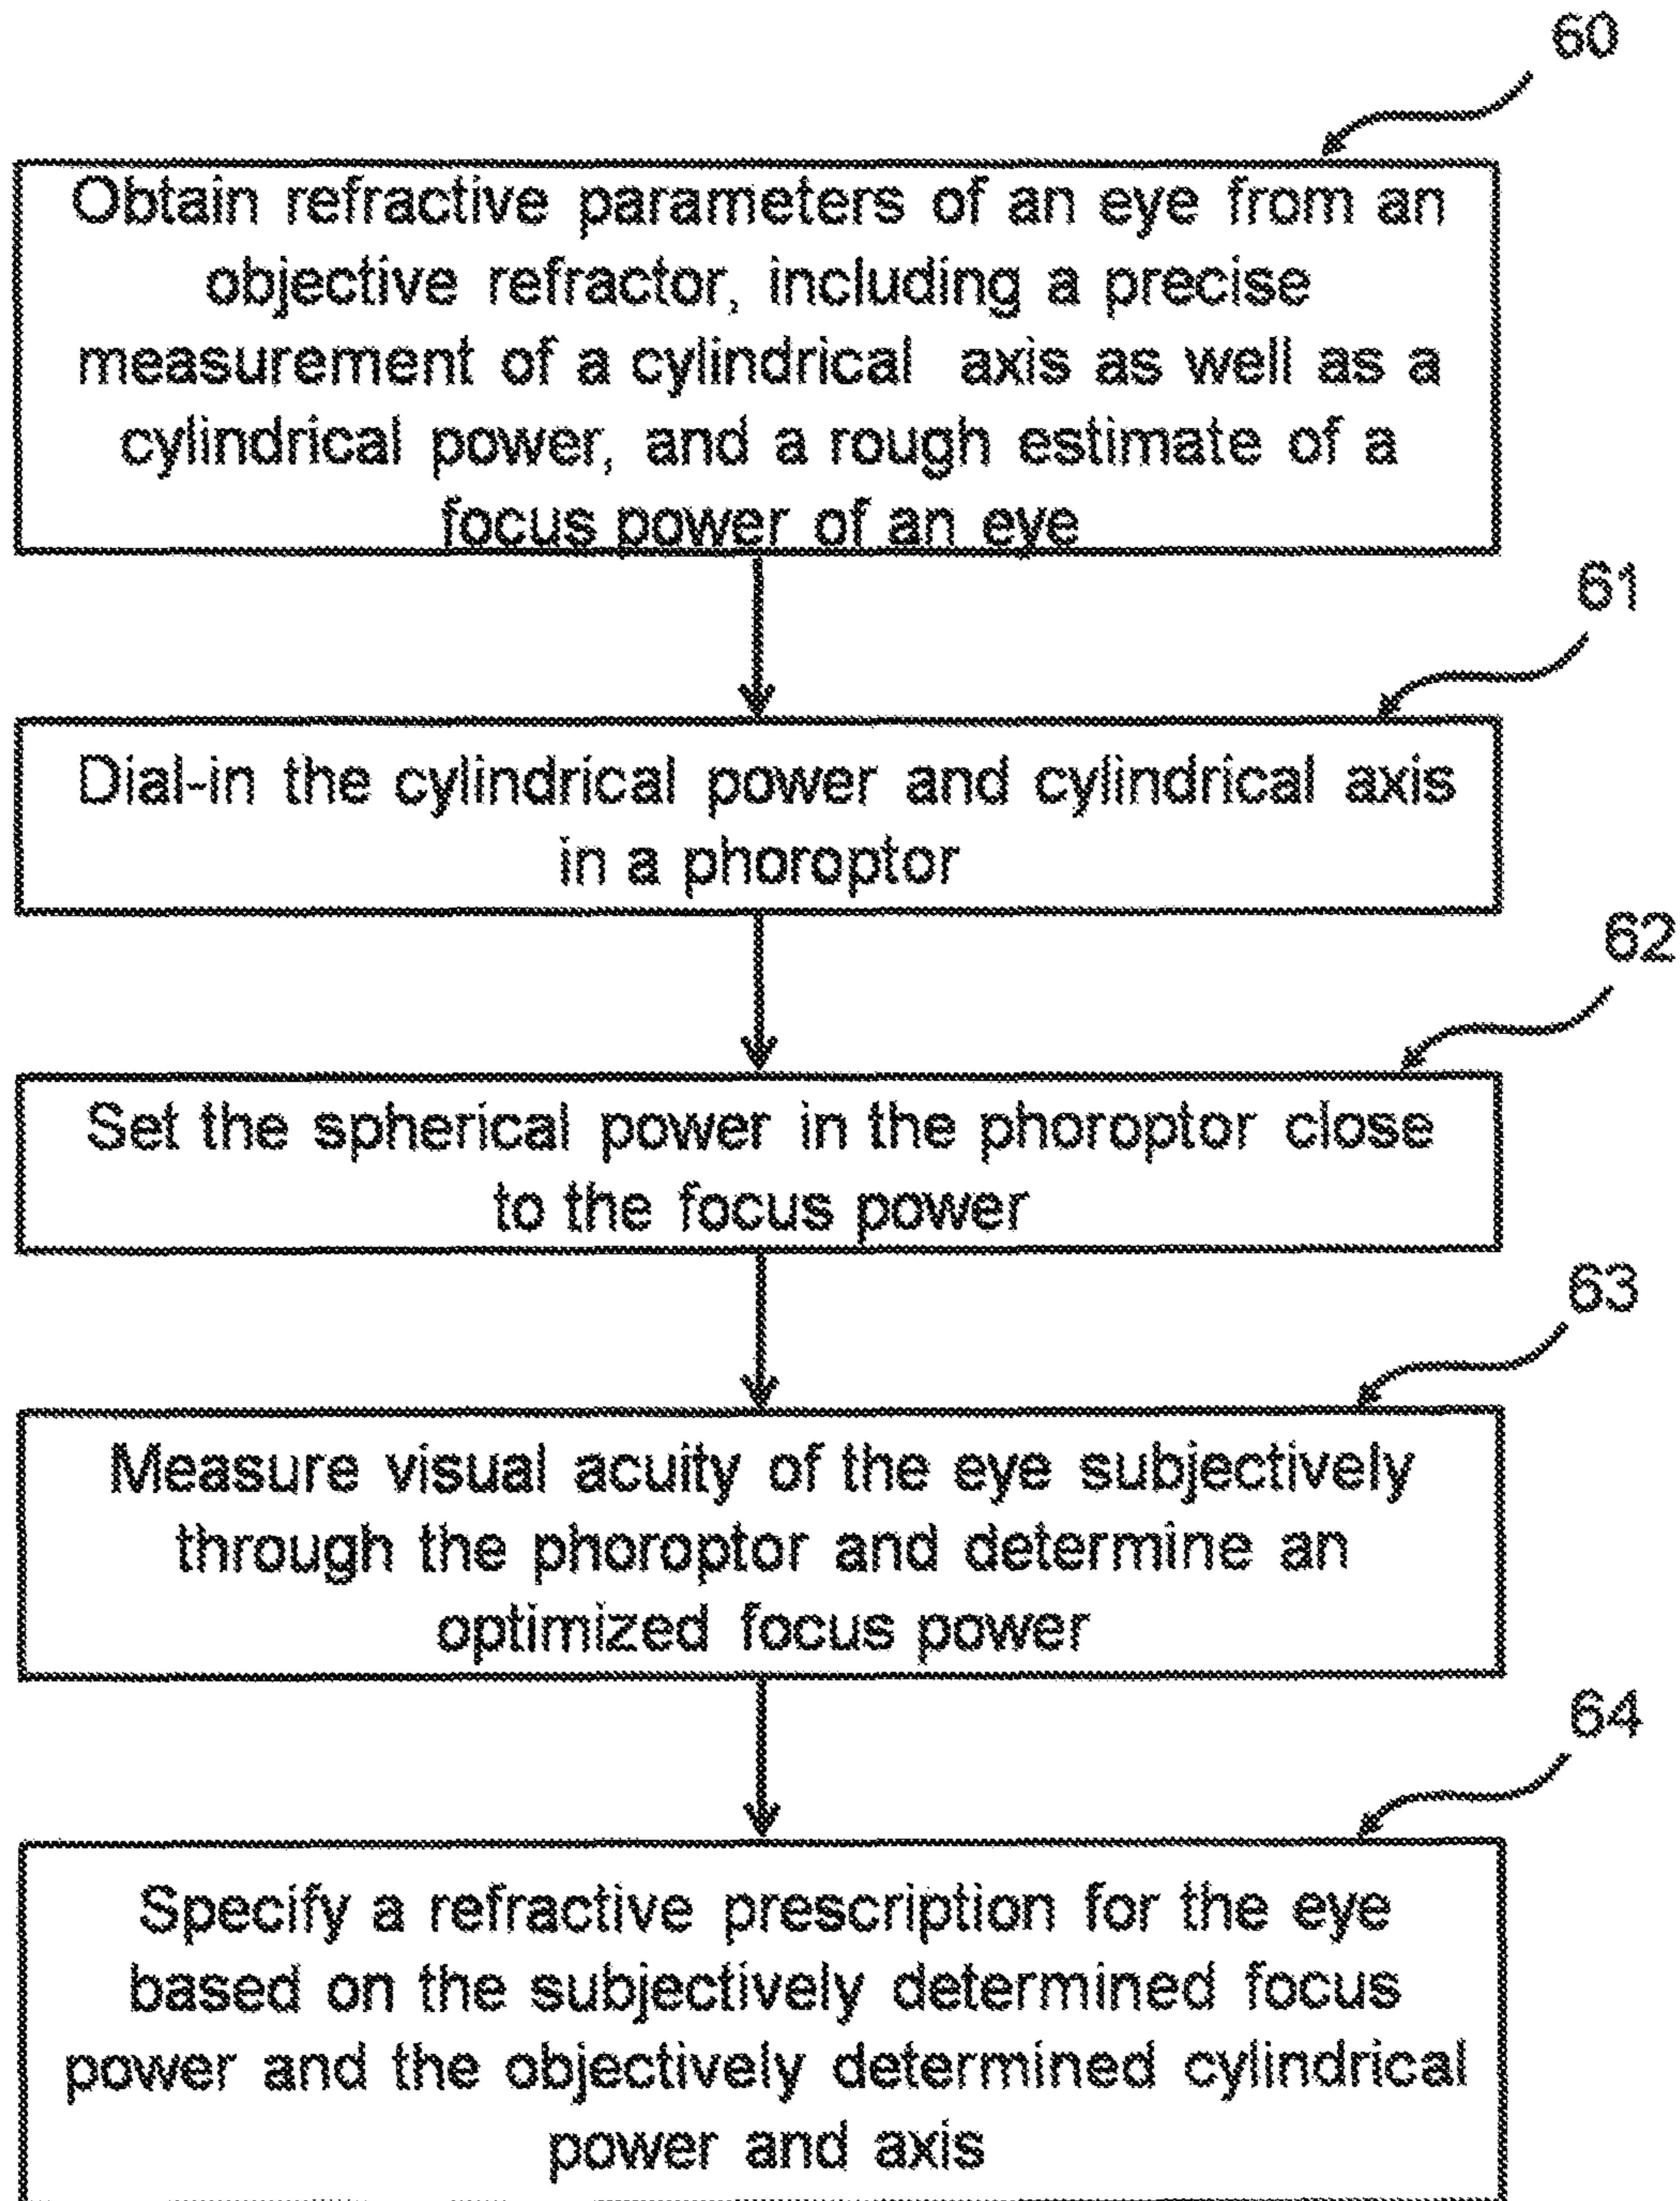 60
Obtain refractive parameters of an eye from an
objective refractor, including a precise
measurement of a cylindrical axis as well as a
cylindrical power, and a rough estimate of a
focus power of an eye
61
Dial-in the cylindrical power and cylindrical axis
in a phoroptor
62
Set the spherical power in the phoroptor close
to the focus power
63
Measure visual acuity of the eye subjectively
through the phoroptor and determine an
optimized focus power
64
Specify a refractive prescription for the eye
based on the subjectively determined focus
power and the objectively determined cylindrical
power and axis